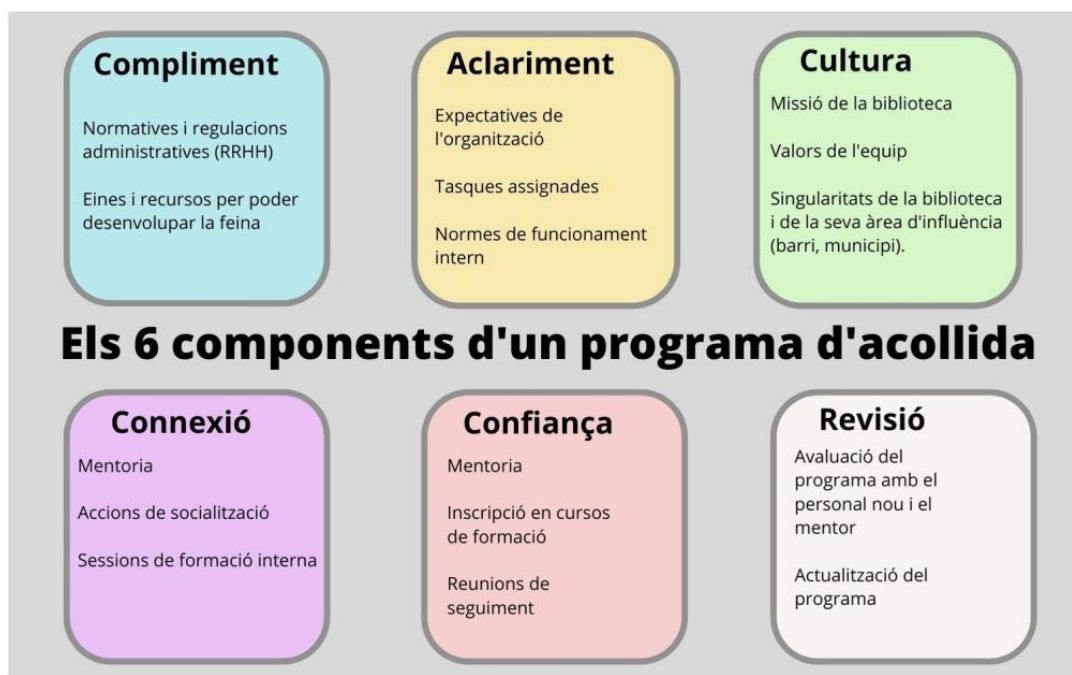 Compliment
Normatives i regulacions
administratives (RRHH)
Eines i recursos per poder
desenvolupar la feina
Aclariment
Expectatives de
l'organització
Tasques assignades
Normes de funcionament
intern
Cultura
Missió de la biblioteca
Valors de l'equip
Singularitats de la biblioteca
i de la seva àrea d'influència
(barri, municipi).
Els 6 components d'un programa d'acollida
Connexió
Mentoria
Accions de socialització
Sessions de formació interna
Confiança
Mentoria
Inscripció en cursos
de formació
Reunions de
seguiment
Revisió
Avaluació del
programa amb el
personal nou i el
mentor
Actualització del
programa